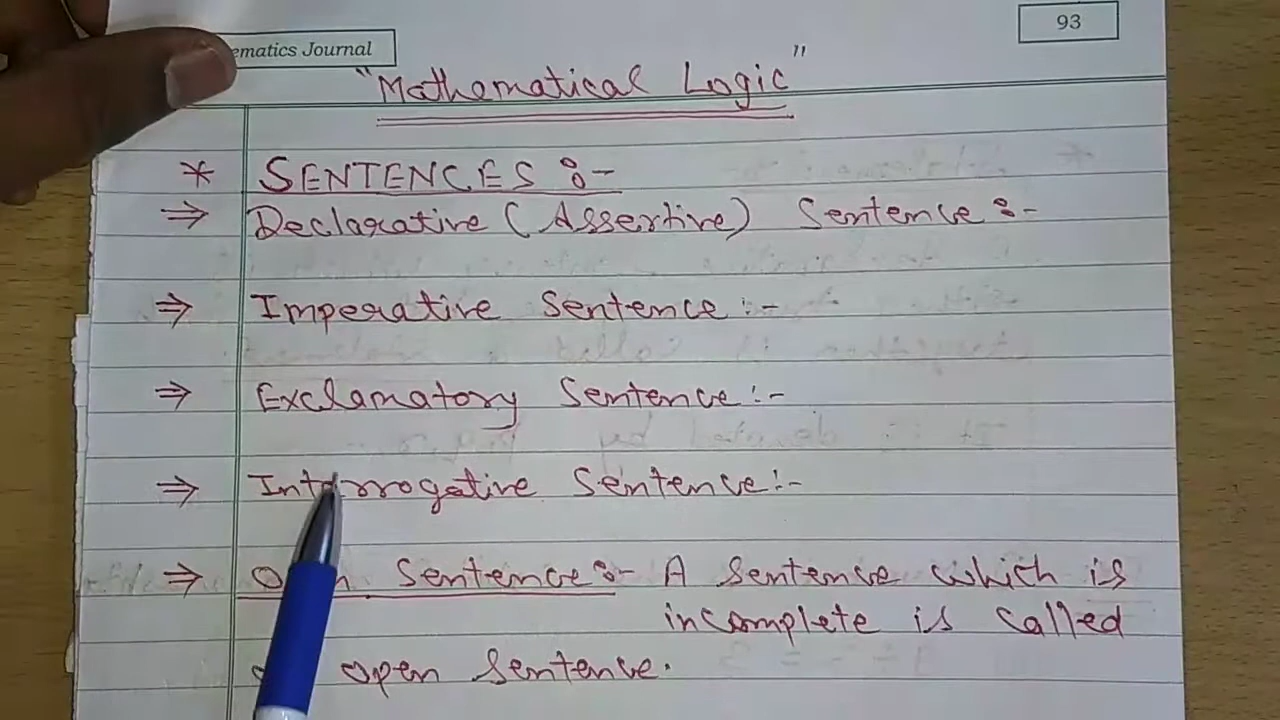 ematics Journal
93
"Mathematical Logic"
* SENTENCES :-
⇒ Declarative (Assertive) Sentence :-
⇒ Imperative Sentence :-
⇒ Exclamatory Sentence :-
⇒ Interrogative Sentence :-
⇒ Open Sentence :- A Sentence which is
incomplete is called
open Sentence.